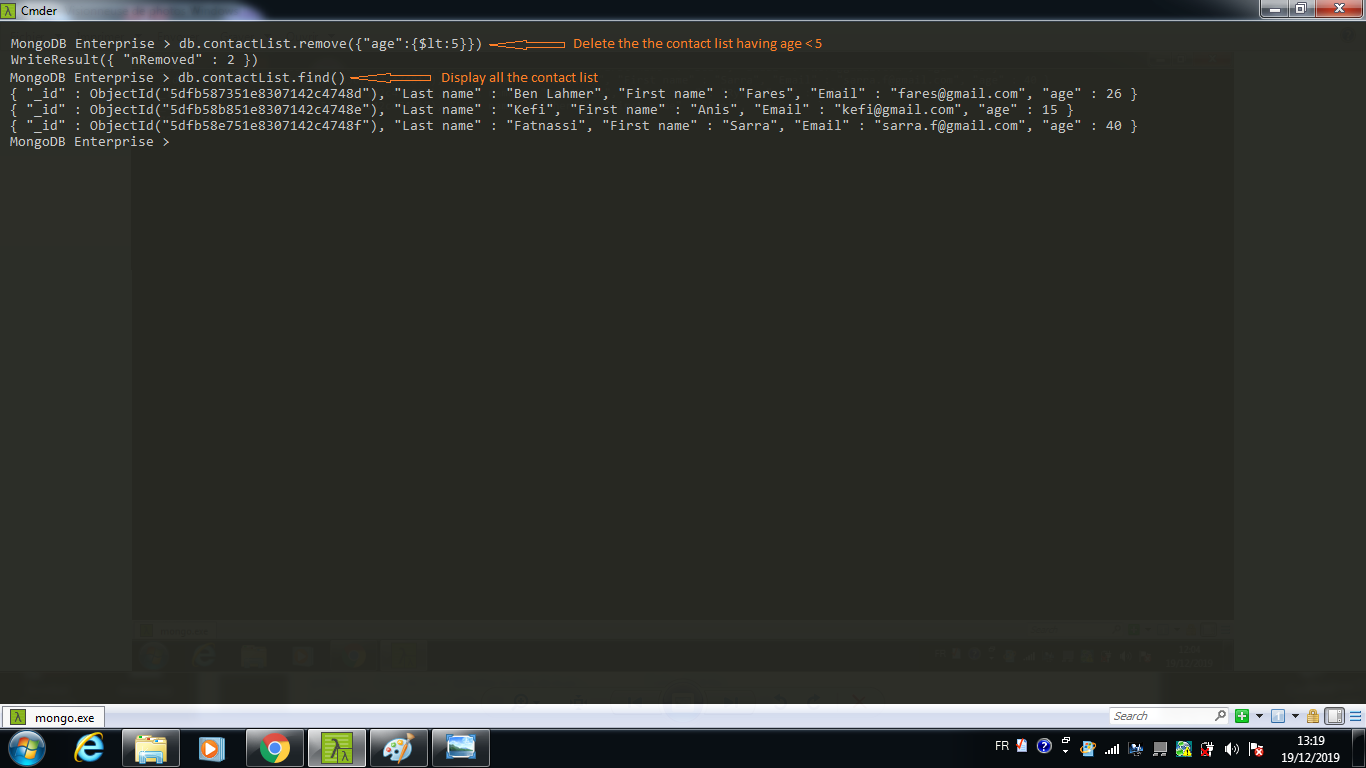 Cmder
MongoDB Enterprise > db.contactList.remove({"age":{$lt:5}}) Delete the the contact list having age < 5
WriteResult({ "nRemoved" : 2 })
MongoDB Enterprise > db.contactList.find() Display all the contact list
{ "_id" : ObjectId("5dfb587351e8307142c4748d"), "Last name" : "Ben Lahmer", "First name" : "Fares", "Email" : "fares@gmail.com", "age" : 26 }
{ "_id" : ObjectId("5dfb58b851e8307142c4748e"), "Last name" : "Kefi", "First name" : "Anis", "Email" : "kefi@gmail.com", "age" : 15 }
{ "_id" : ObjectId("5dfb58e751e8307142c4748f"), "Last name" : "Fatnassi", "First name" : "Sarra", "Email" : "sarra.f@gmail.com", "age" : 40 }
MongoDB Enterprise >
mongo.exe
Search
FR
13:19
19/12/2019